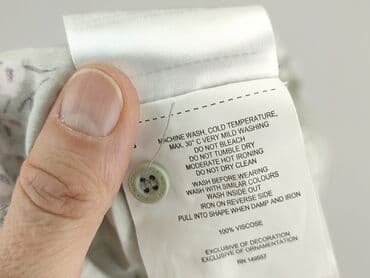 MACHINE WASH, COLD TEMPERATURE,
MAX. 30° C VERY MILD WASHING
DO NOT BLEACH
DO NOT TUMBLE DRY
MODERATE HOT IRONING
DO NOT DRY CLEAN
WASH BEFORE WEARING
WASH WITH SIMILAR COLOURS
WASH INSIDE OUT
IRON ON REVERSE SIDE
PULL INTO SHAPE WHEN DAMP AND IRON
100% VISCOSE
EXCLUSIVE OF DECORATION
EXCLUSIVE OF ORNAMENTATION